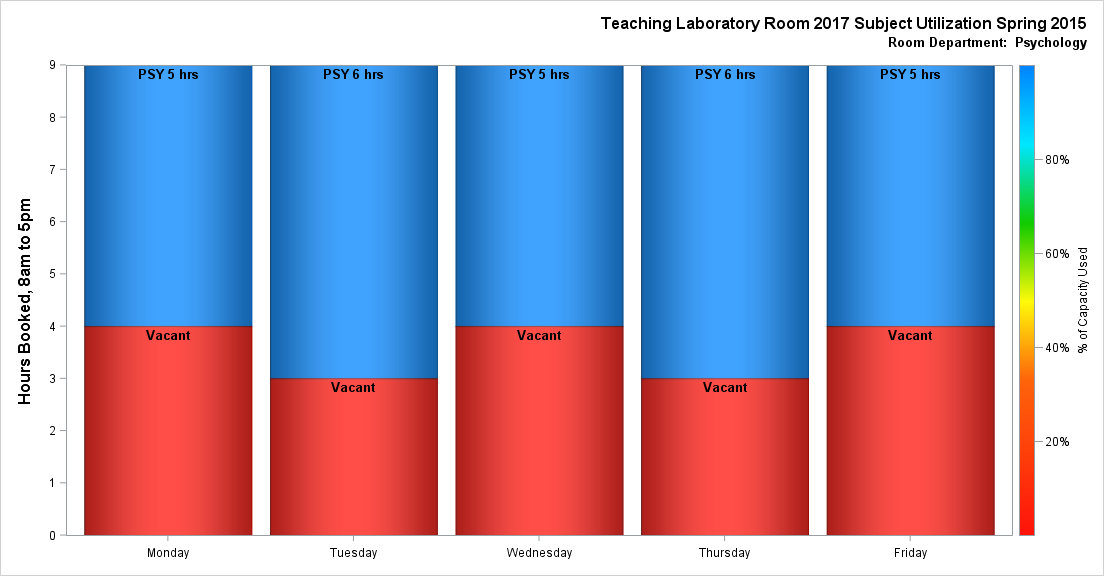 Teaching Laboratory Room 2017 Subject Utilization Spring 2015
Room Department:  Psychology
Hours Booked, 8am to 5pm
9
8
7
6
5
4
3
2
1
0
PSY 5 hrs
PSY 6 hrs
PSY 5 hrs
PSY 6 hrs
PSY 5 hrs
Vacant
Vacant
Vacant
Vacant
Vacant
Monday
Tuesday
Wednesday
Thursday
Friday
80%
60%
40%
20%
% of Capacity Used